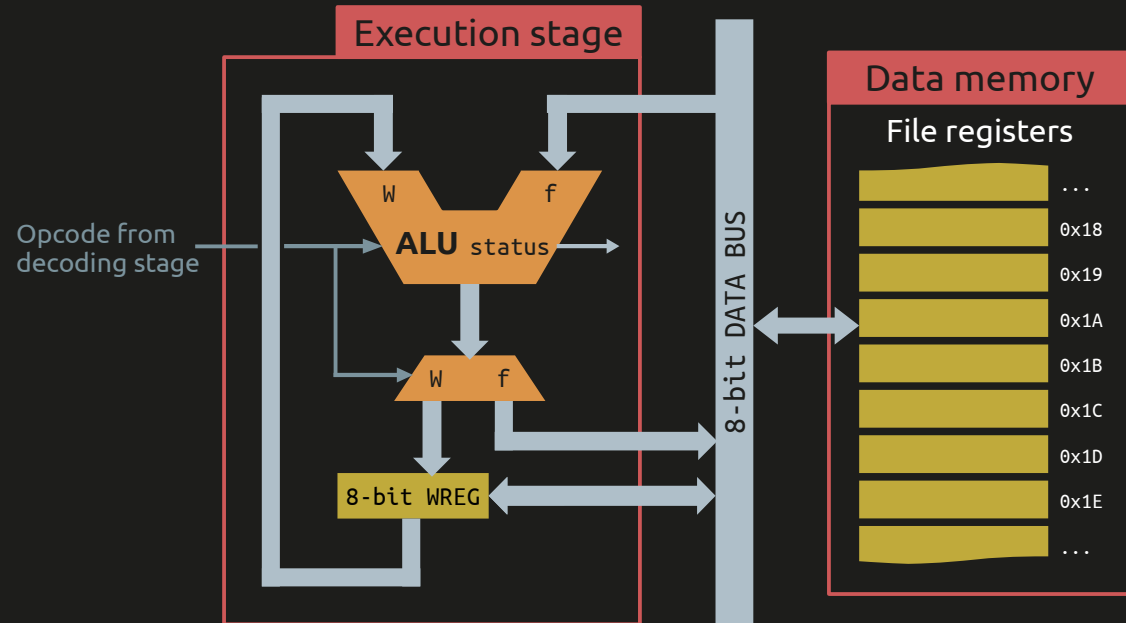 Execution stage
Data memory
File registers
W
f
...
0x18
Opcode from
decoding stage
ALU status
0x19
0x1A
8-bit DATA BUS
W
f
0x1B
0x1C
0x1D
8-bit WREG
0x1E
...